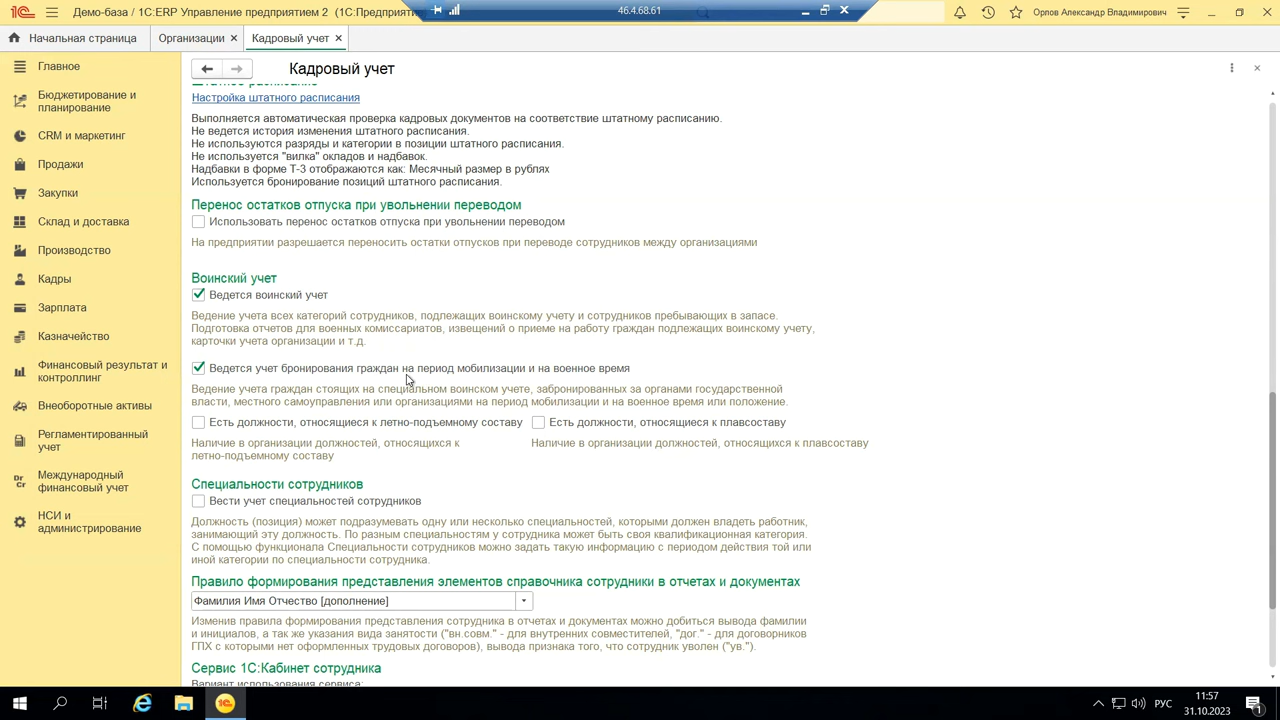 1С
Демо-база / 1С:ERP Управление предприятием 2 (1С:Предприяти
46.4.68.61
Орлов Александр Владимирович
Начальная страница
Организации ×
Кадровый учет ×
Главное
Бюджетирование и
планирование
CRM и маркетинг
Продажи
Закупки
Склад и доставка
Производство
Кадры
Зарплата
Казначейство
Финансовый результат и
контроллинг
Внеоборотные активы
Регламентированный
учет
Международный
финансовый учет
НСИ и
администрирование
Кадровый учет
Штатное расписание
Настройка штатного расписания
Выполняется автоматическая проверка кадровых документов на соответствие штатному расписанию.
Не ведется история изменения штатного расписания.
Не используются разряды и категории в позиции штатного расписания.
Не используется "вилка" окладов и надбавок.
Надбавки в форме Т-3 отображаются как: Месячный размер в рублях
Используется бронирование позиций штатного расписания.
Перенос остатков отпуска при увольнении переводом
Использовать перенос остатков отпуска при увольнении переводом
На предприятии разрешается переносить остатки отпусков при переводе сотрудников между организациями
Воинский учет
Ведется воинский учет
Ведение учета всех категорий сотрудников, подлежащих воинскому учету и сотрудников пребывающих в запасе.
Подготовка отчетов для военных комиссариатов, извещений о приеме на работу граждан подлежащих воинскому учету,
карточки учета организации и т.д.
Ведется учет бронирования граждан на период мобилизации и на военное время
Ведение учета граждан стоящих на специальном воинском учете, забронированных за органами государственной
власти, местного самоуправления или организациями на период мобилизации и на военное время или положение.
Есть должности, относящиеся к летно-подъемному составу
Есть должности, относящиеся к плавсоставу
Наличие в организации должностей, относящихся к
летно-подъемному составу
Наличие в организации должностей, относящихся к плавсоставу
Специальности сотрудников
Вести учет специальностей сотрудников
Должность (позиция) может подразумевать одну или несколько специальностей, которыми должен владеть работник,
занимающий эту должность. По разным специальностям у сотрудника может быть своя квалификационная категория.
С помощью функционала Специальности сотрудников можно задать такую информацию с периодом действия той или
иной категории по специальности сотрудника.
Правило формирования представления элементов справочника сотрудники в отчетах и документах
Фамилия Имя Отчество [дополнение]
Изменив правила формирования представления сотрудника в отчетах и документах можно добиться вывода фамилии
и инициалов, а так же указания вида занятости ("вн.совм." - для внутренних совместителей, "дог." - для договорников
ГПХ с которыми нет оформленных трудовых договоров), вывода признака того, что сотрудник уволен ("ув.").
Сервис 1С:Кабинет сотрудника
Вариант использования сервиса:
РУС
11:57
31.10.2023
1